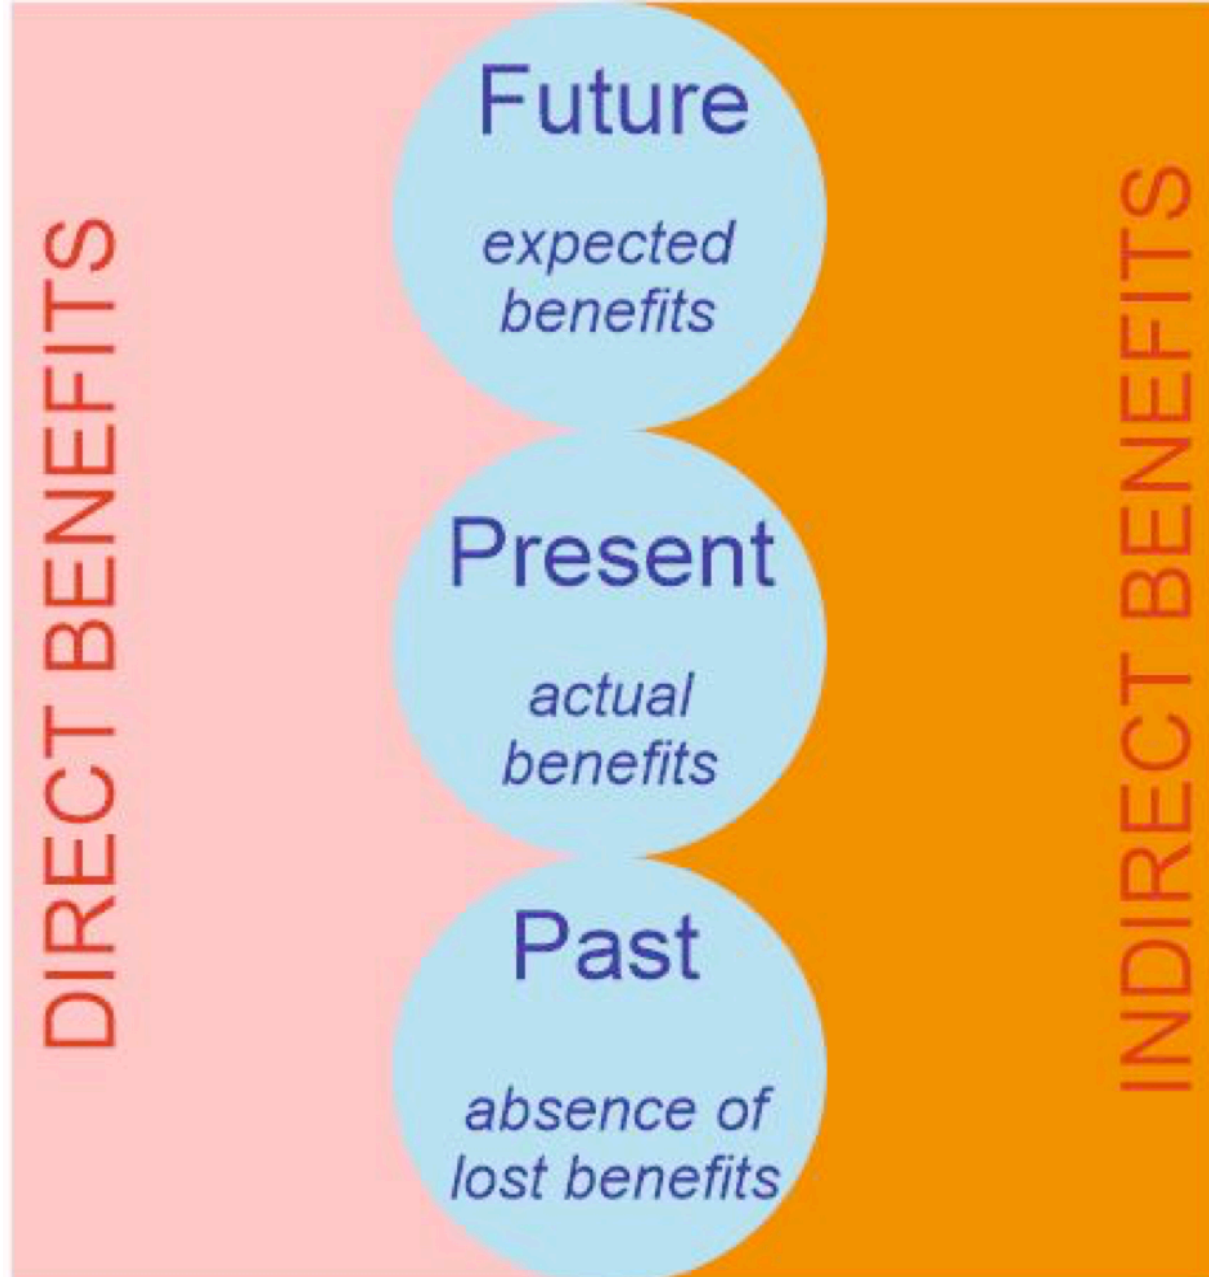 DIRECT BENEFITS
Future
expected
benefits
Present
actual
benefits
Past
absence of
lost benefits
INDIRECT BENEFITS